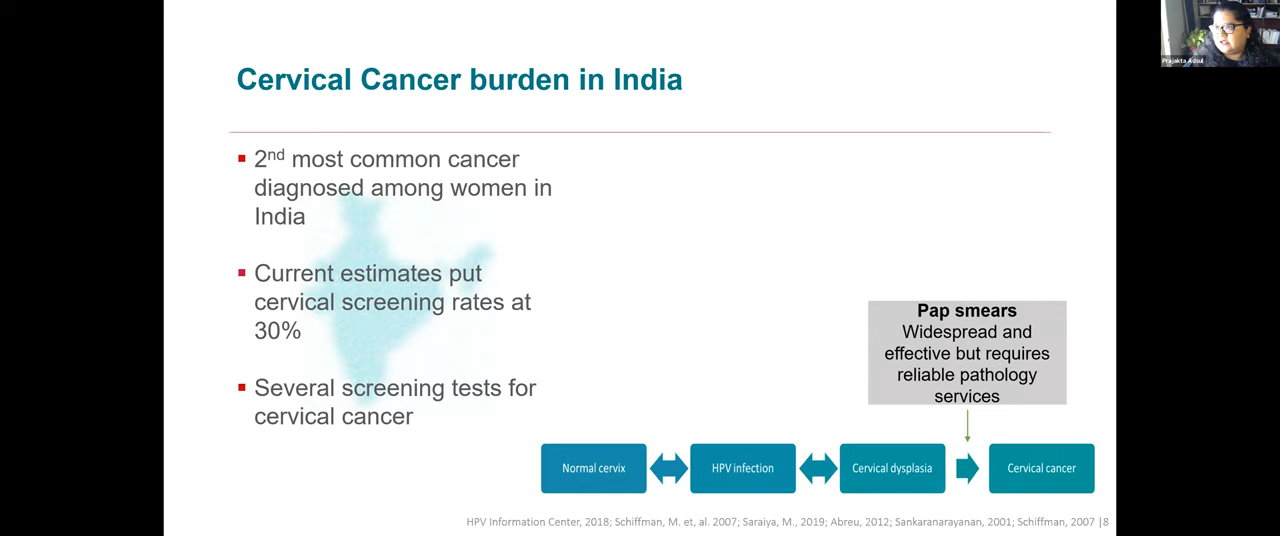 Prajakta Adsul
Cervical Cancer burden in India
2nd most common cancer
diagnosed among women in
India
Current estimates put
cervical screening rates at
30%
Several screening tests for
cervical cancer
Pap smears
Widespread and
effective but requires
reliable pathology
services
Normal cervix
HPV infection
Cervical dysplasia
Cervical cancer
HPV Information Center, 2018; Schiffman, M. et, al. 2007; Saraiya, M., 2019; Abreu, 2012; Sankaranarayanan, 2001; Schiffman, 2007 |8